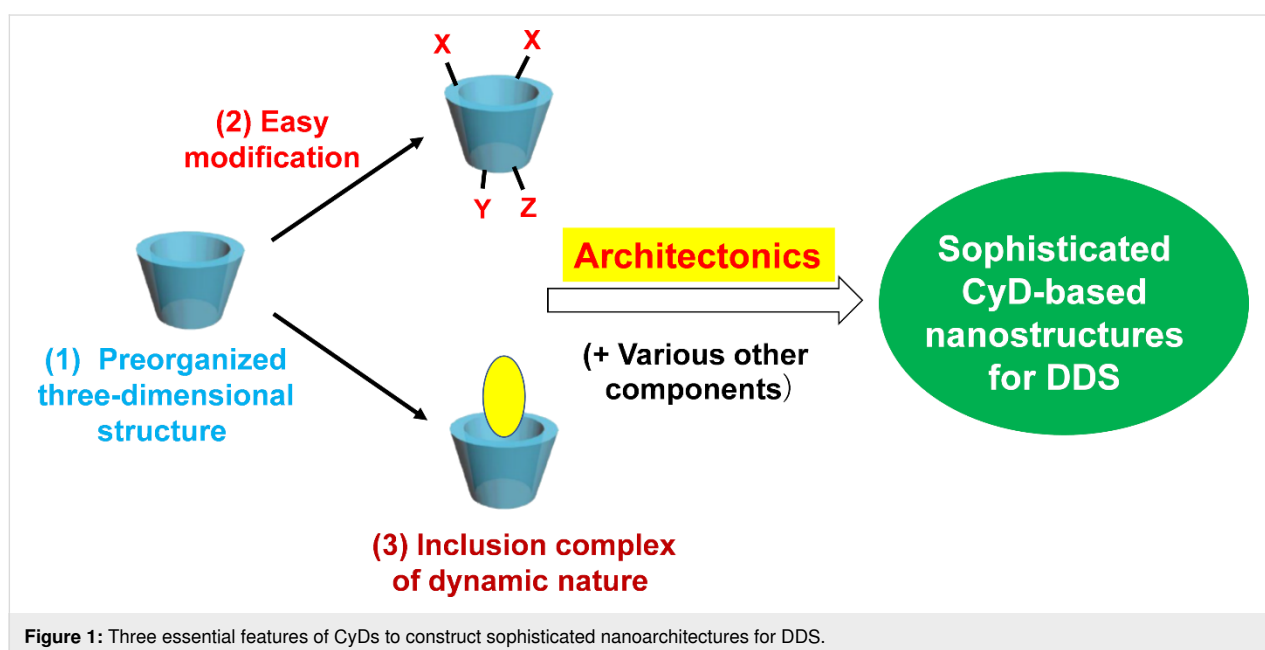 X X
(2) Easy
modification
Y Z
(1) Preorganized
three-dimensional
structure
Architectonics
(+ Various other
components）
Sophisticated
CyD-based
nanostructures
for DDS
(3) Inclusion complex
of dynamic nature
Figure 1: Three essential features of CyDs to construct sophisticated nanoarchitectures for DDS.